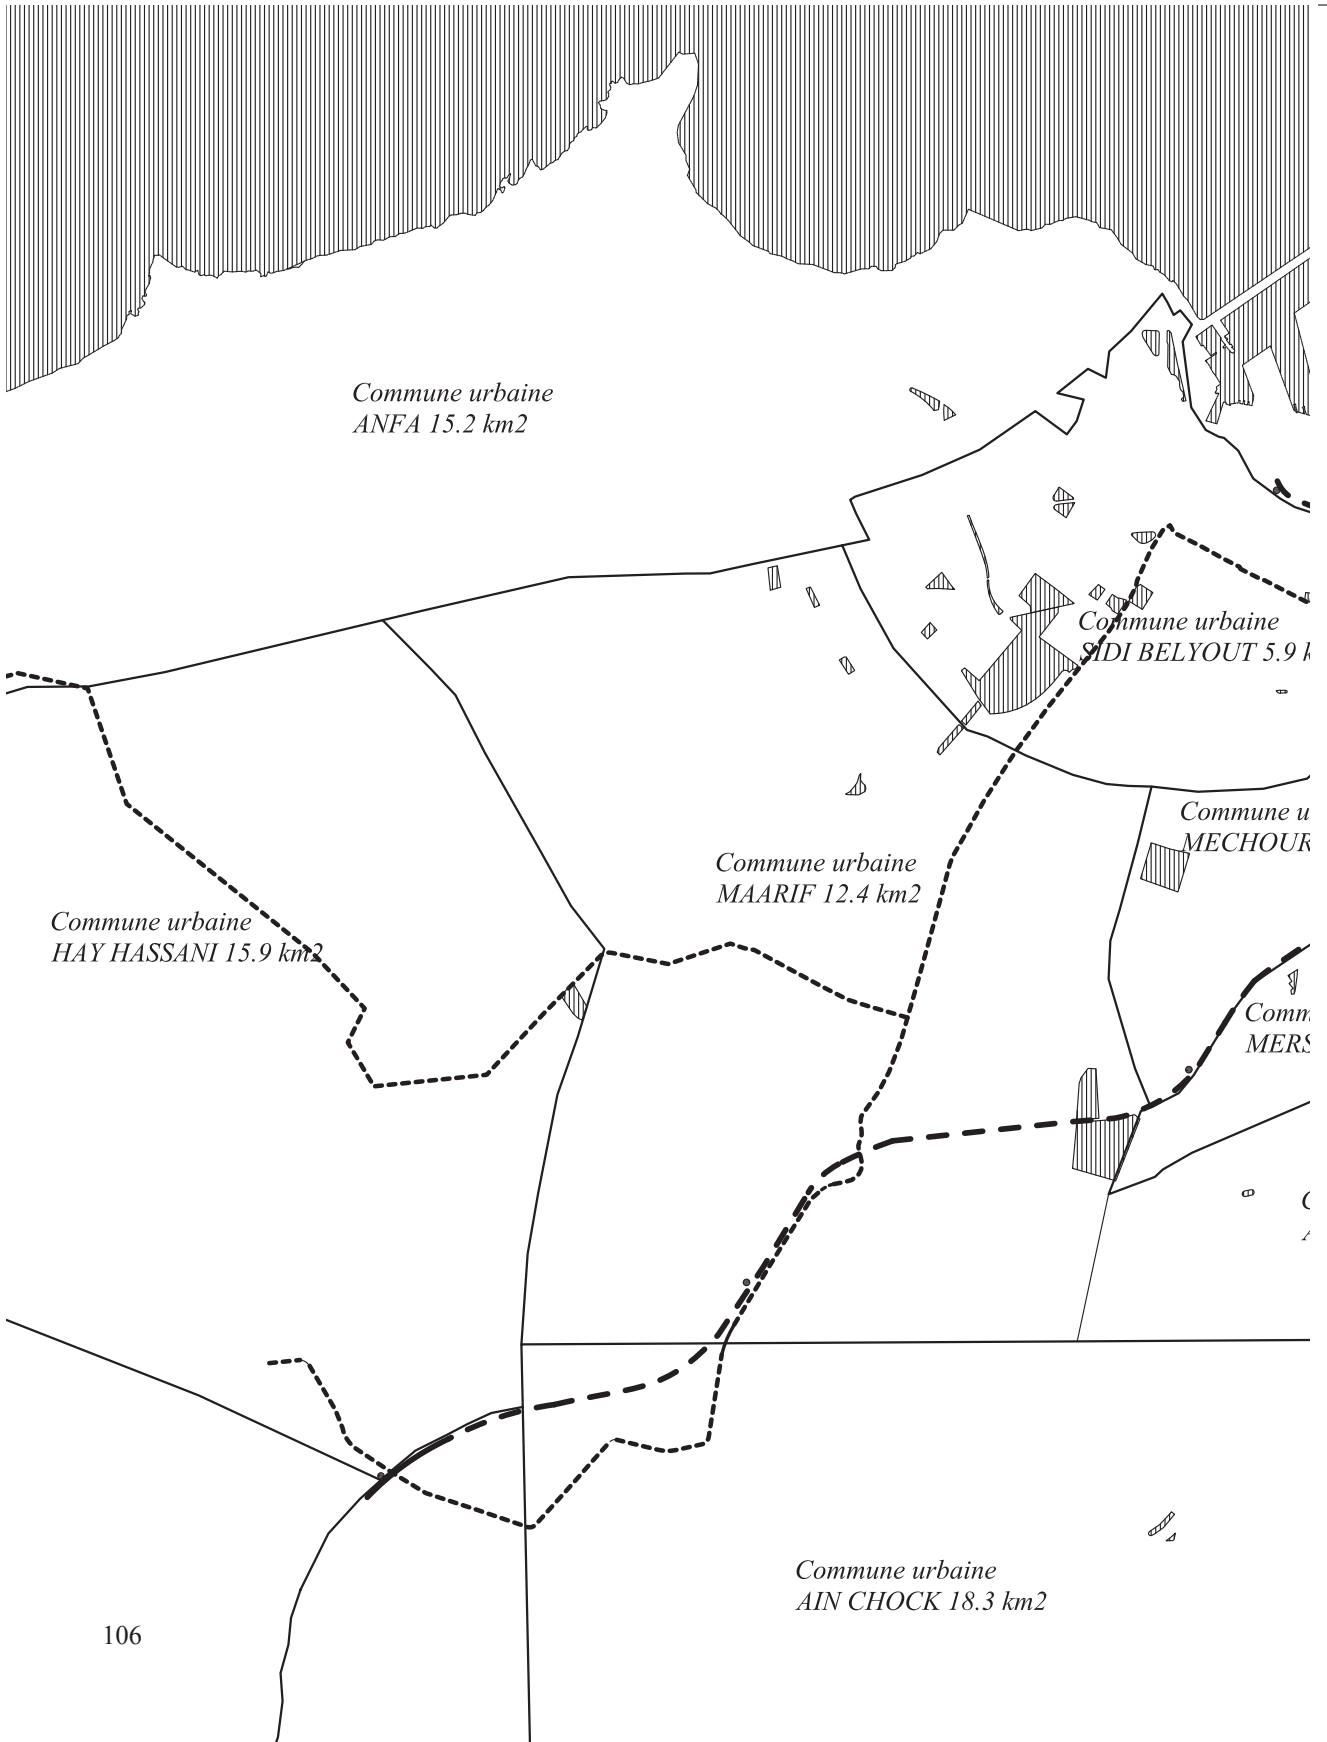 Commune urbaine
ANFA 15.2 km2
Commune urbaine
SIDI BELYOUT 5.9 k
Commune u
MECHOUR
Commune urbaine
MAARIF 12.4 km2
Commune urbaine
HAY HASSANI 15.9 km2
Comm
MERS
Commune urbaine
AIN CHOCK 18.3 km2
106